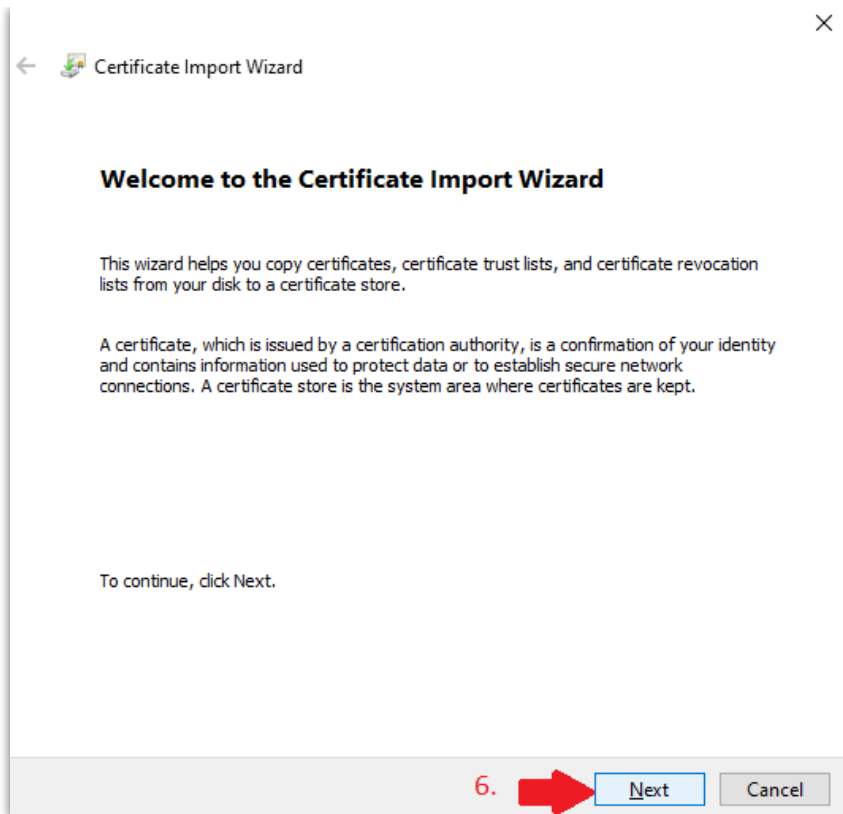 Certificate Import Wizard
Welcome to the Certificate Import Wizard
This wizard helps you copy certificates, certificate trust lists, and certificate revocation
lists from your disk to a certificate store.
A certificate, which is issued by a certification authority, is a confirmation of your identity
and contains information used to protect data or to establish secure network
connections. A certificate store is the system area where certificates are kept.
To continue, click Next.
6. Next Cancel